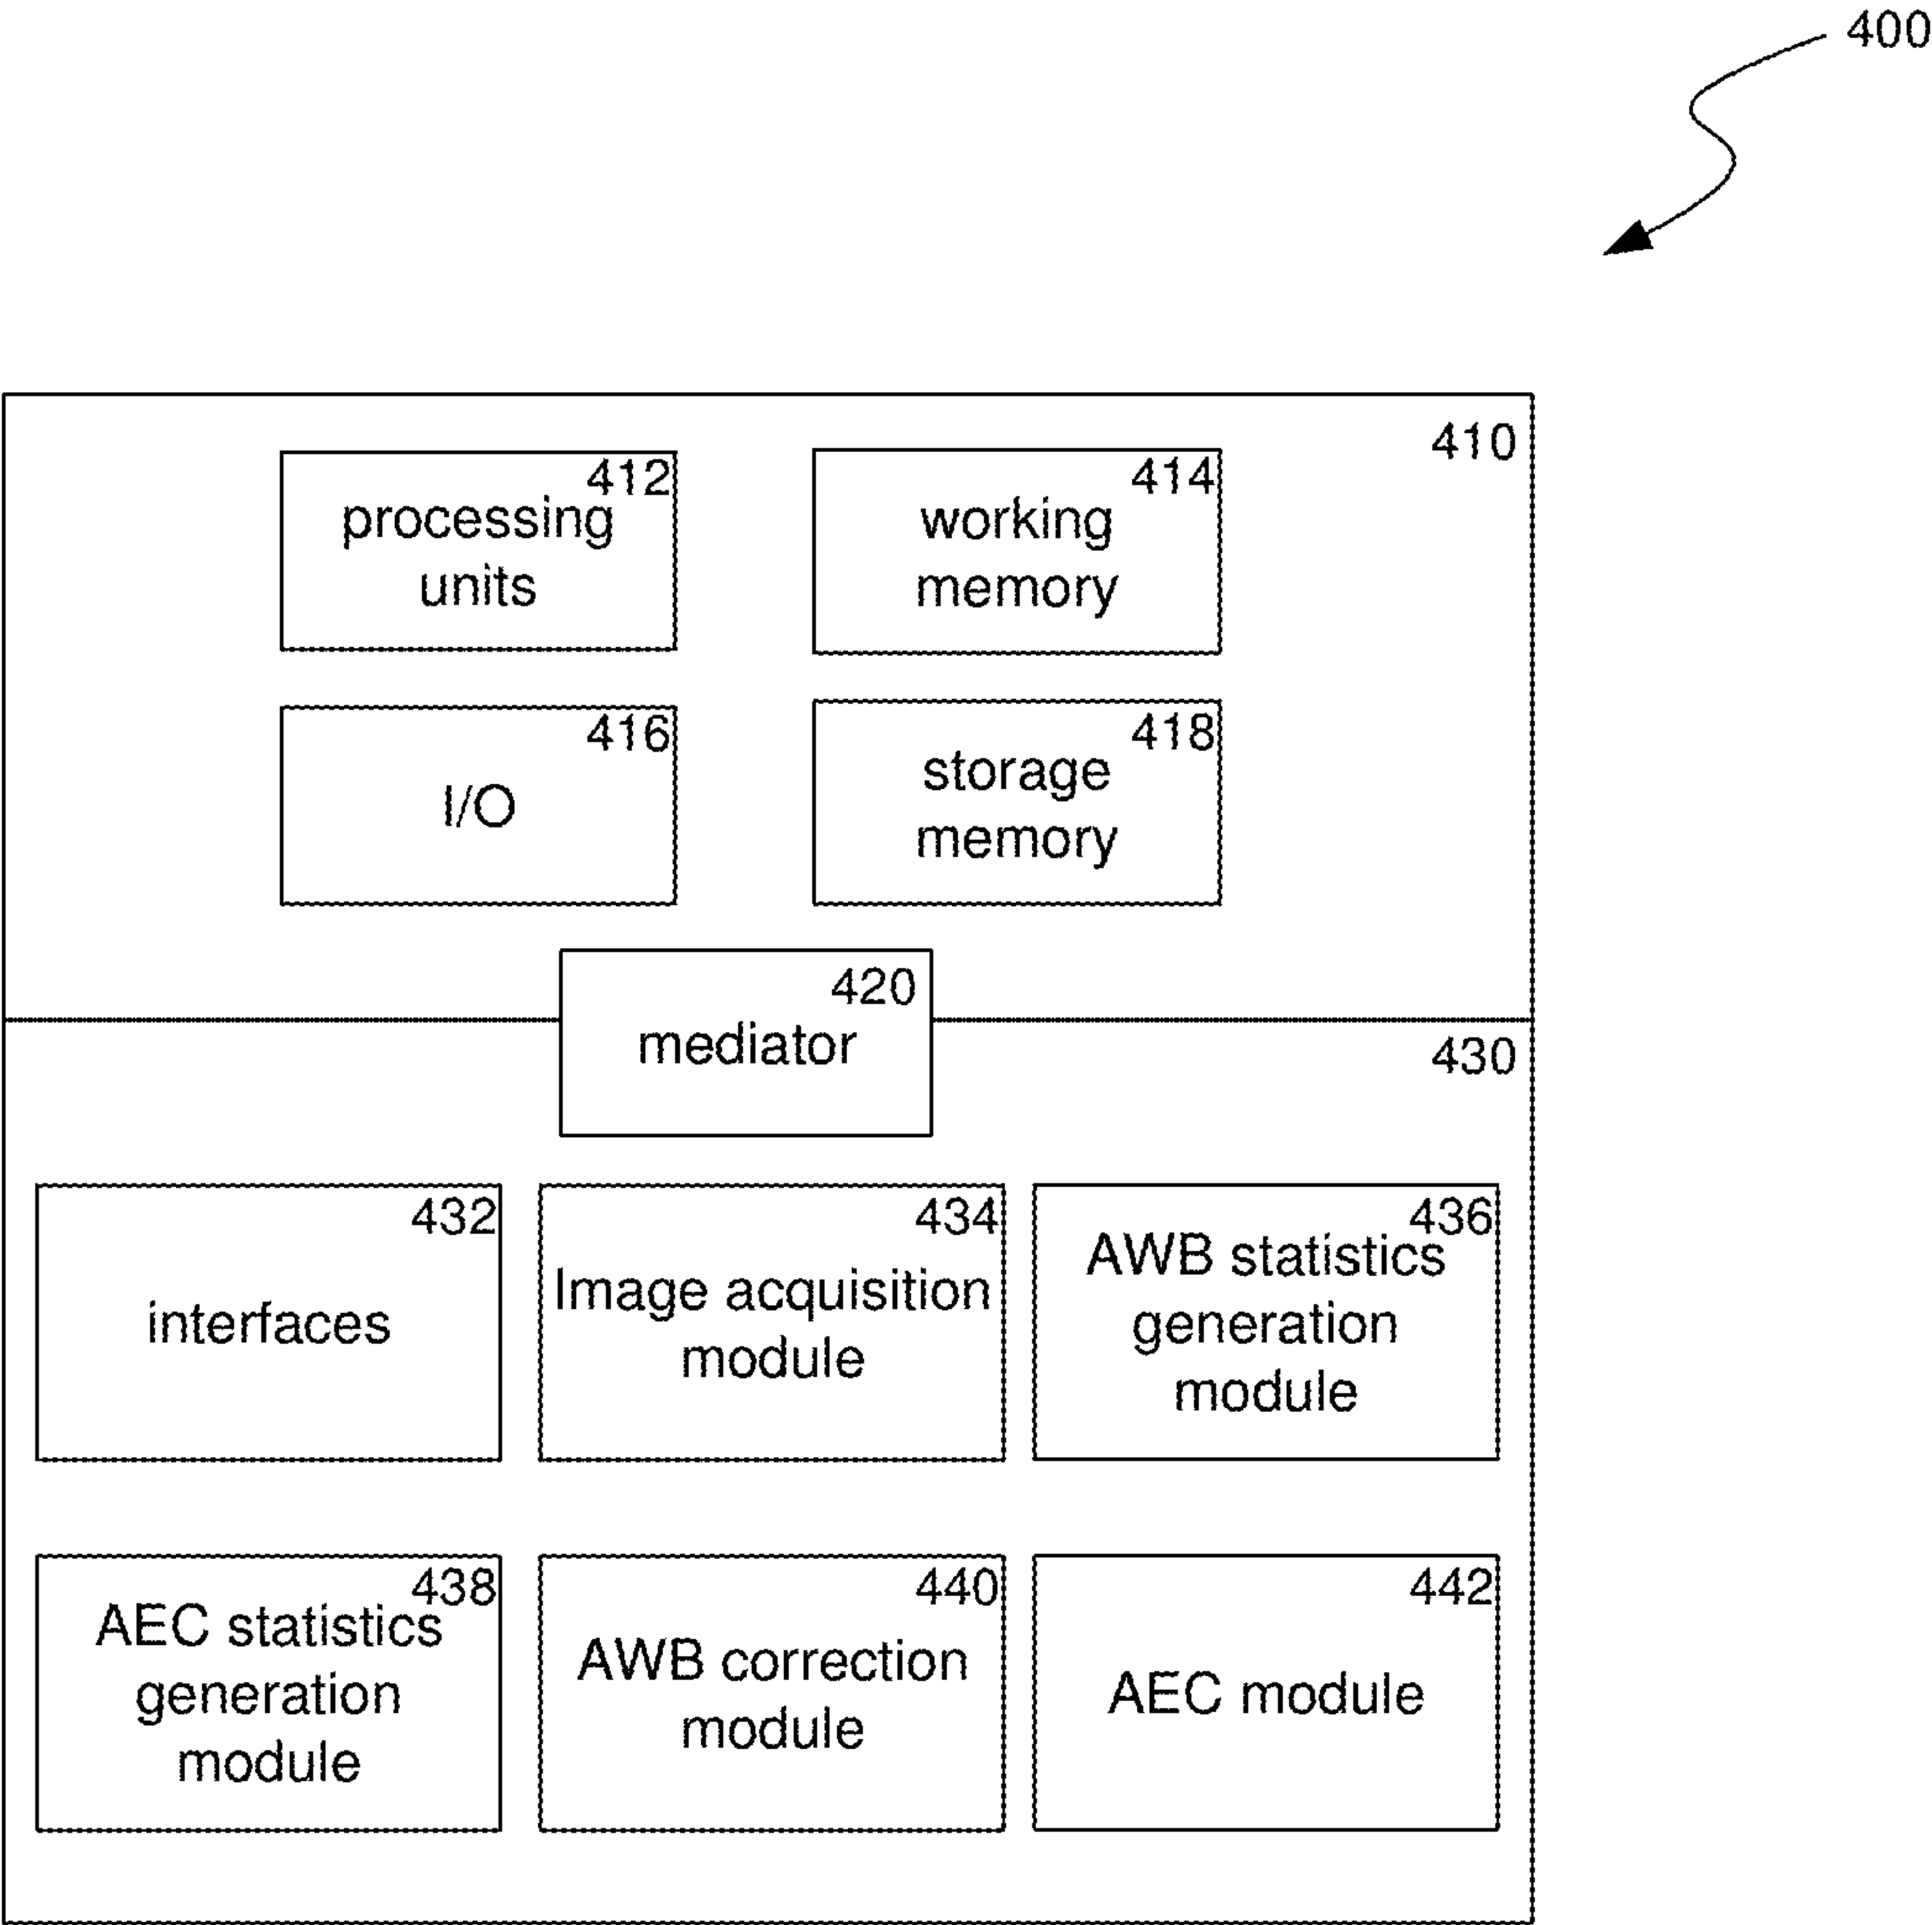 400
410
412
processing
units
414
working
memory
416
I/O
418
storage
memory
420
mediator
430
432
interfaces
434
Image acquisition
module
436
AWB statistics
generation
module
438
AEC statistics
generation
module
440
AWB correction
module
442
AEC module